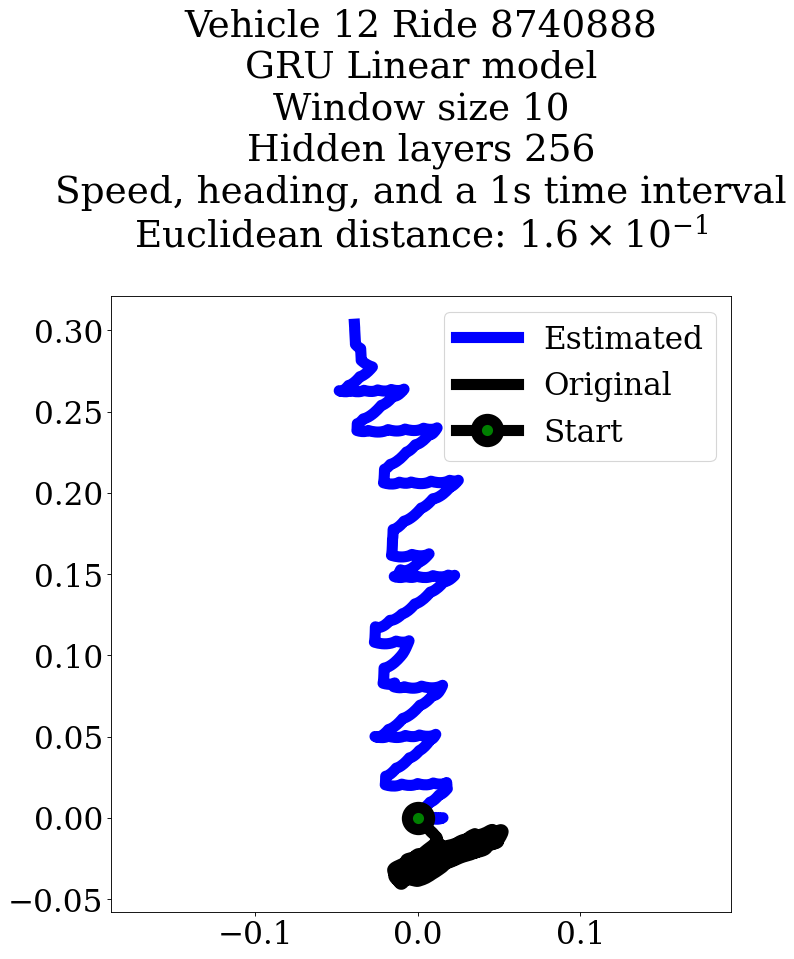 Vehicle 12 Ride 8740888
GRU Linear model
Window size 10
Hidden layers 256
Speed, heading, and a 1s time interval
Euclidean distance: 1.6 × 10⁻¹
0.30
0.25
0.20
0.15
0.10
0.05
0.00
−0.05
Estimated
Original
Start
−0.1
0.0
0.1